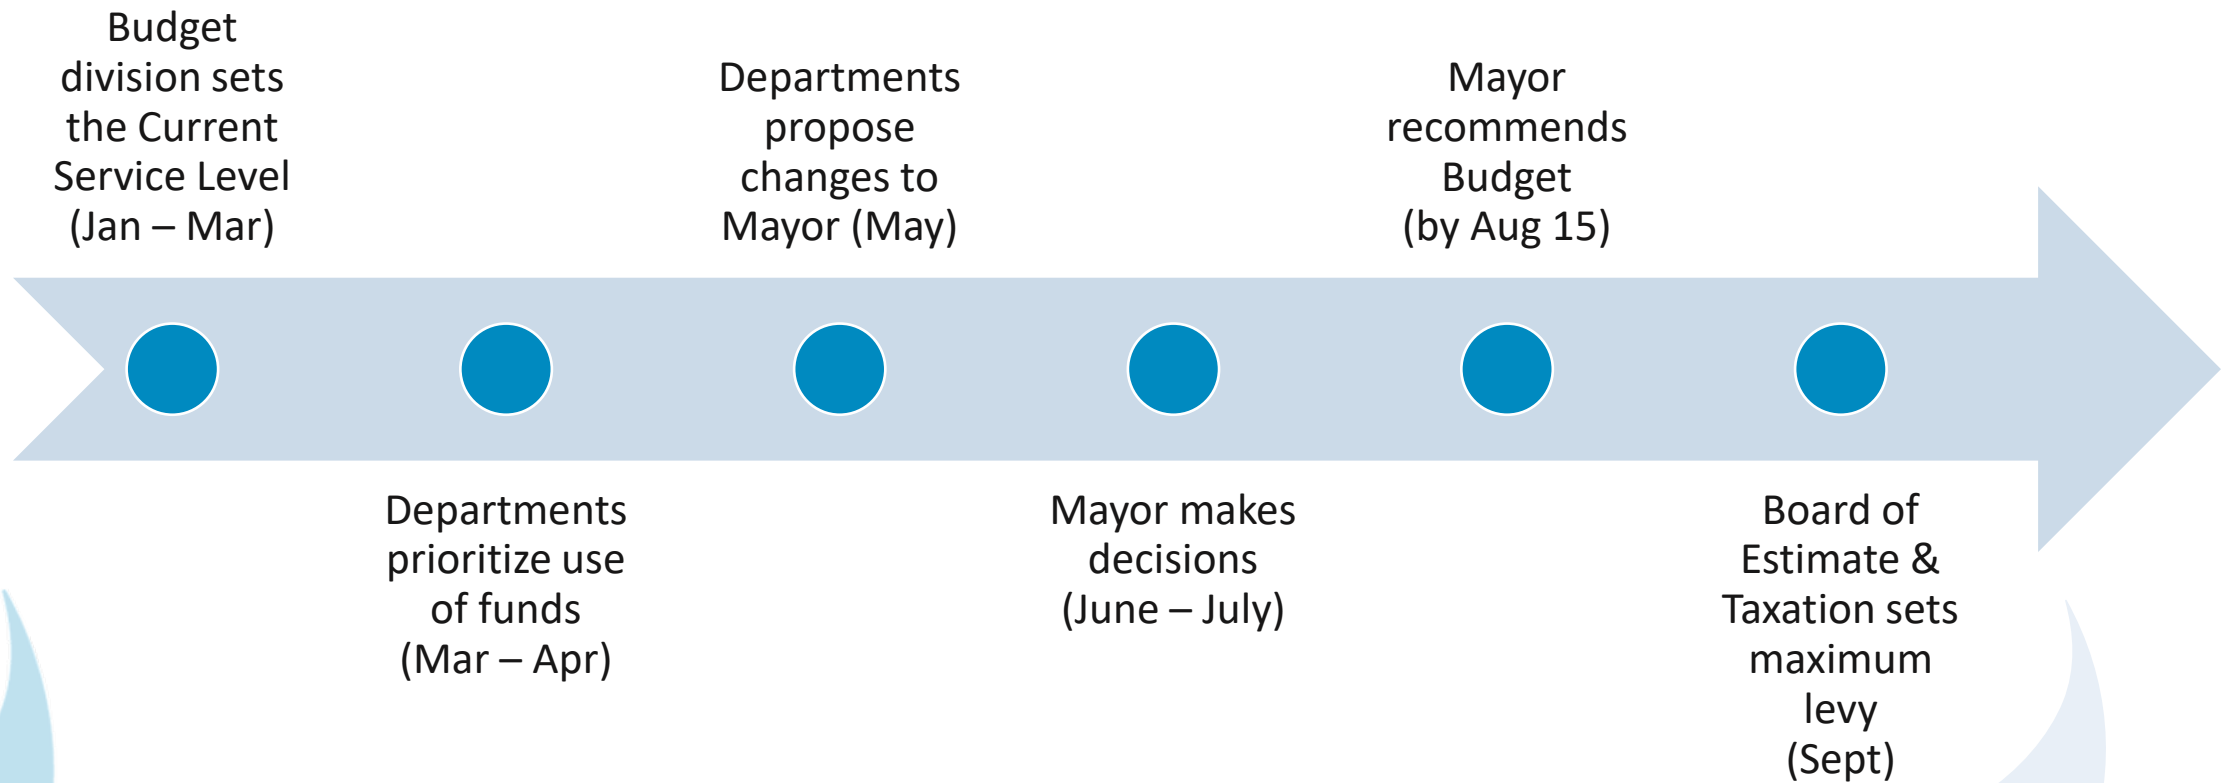 Budget
division sets
the Current
Service Level
(Jan – Mar)
Departments
prioritize use
of funds
(Mar – Apr)
Departments
propose
changes to
Mayor (May)
Mayor makes
decisions
(June – July)
Mayor
recommends
Budget
(by Aug 15)
Board of
Estimate &
Taxation sets
maximum
levy
(Sept)